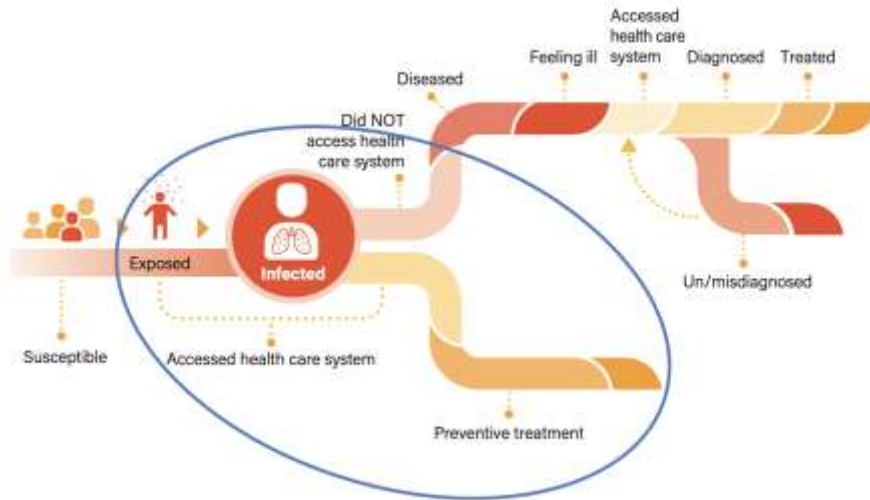 Accessed
health care
system
Feeling ill
Diagnosed
Treated
Diseased
Did NOT
access health
care system
Exposed
Infected
Un/misdiagnosed
Susceptible
Accessed health care system
Preventive treatment